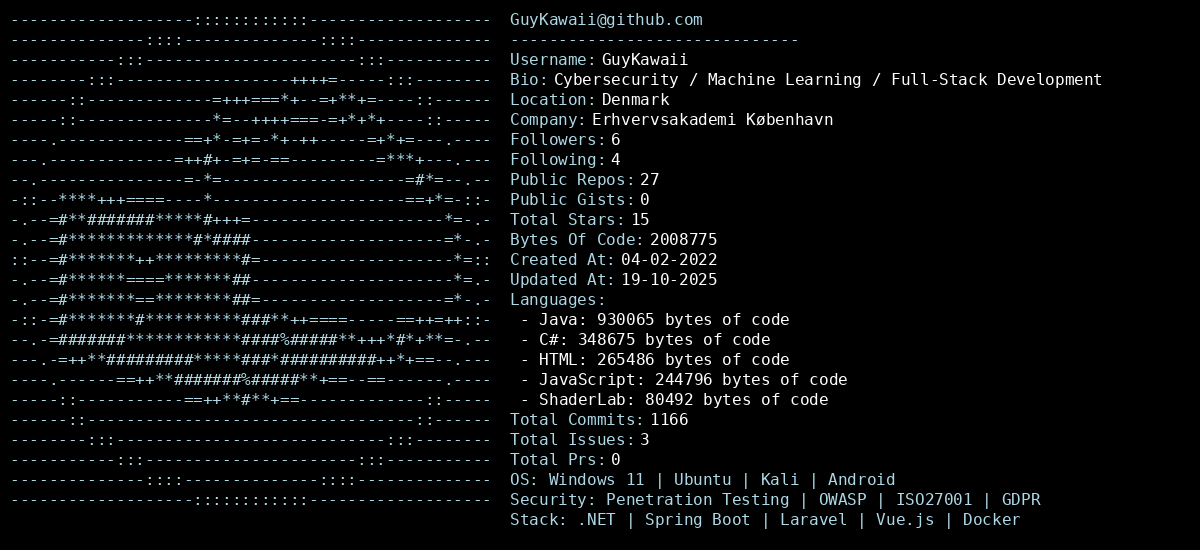 GuyKawaii@github.com
------------------------------
Username: GuyKawaii
Bio: Cybersecurity / Machine Learning / Full-Stack Development
Location: Denmark
Company: Erhvervsakademi København
Followers: 6
Following: 4
Public Repos: 27
Public Gists: 0
Total Stars: 15
Bytes Of Code: 2008775
Created At: 04-02-2022
Updated At: 19-10-2025
Languages:
- Java: 930065 bytes of code
- C#: 348675 bytes of code
- HTML: 265486 bytes of code
- JavaScript: 244796 bytes of code
- ShaderLab: 80492 bytes of code
Total Commits: 1166
Total Issues: 3
Total Prs: 0
OS: Windows 11 | Ubuntu | Kali | Android
Security: Penetration Testing | OWASP | ISO27001 | GDPR
Stack: .NET | Spring Boot | Laravel | Vue.js | Docker